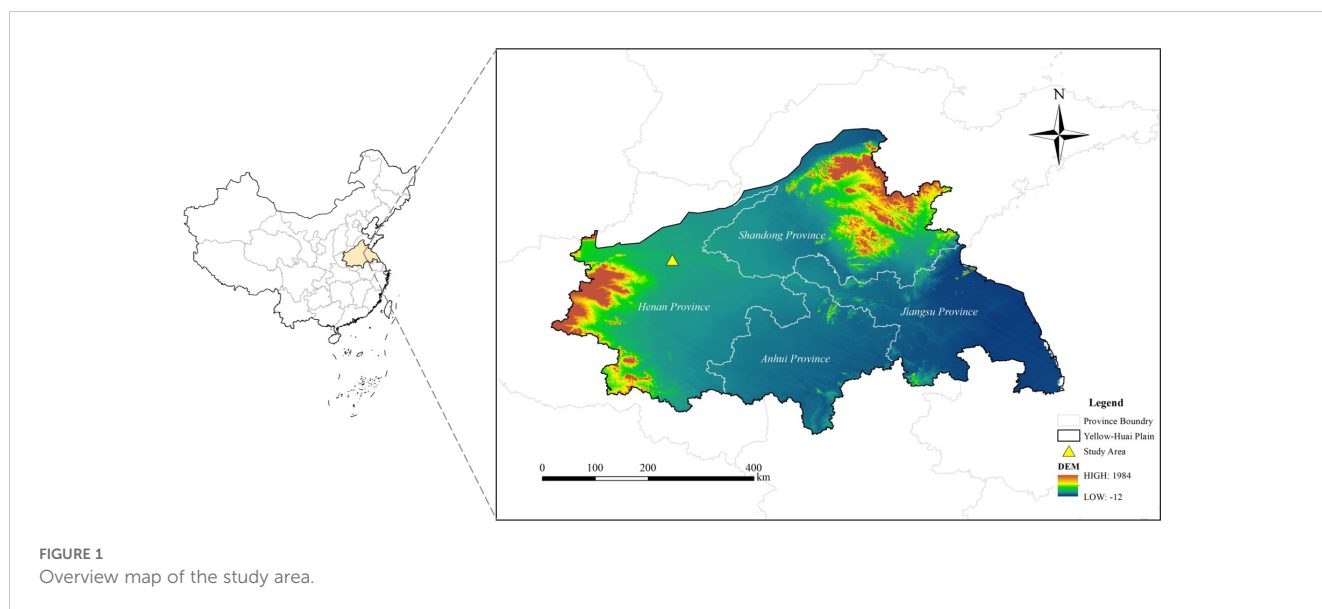 N
Shandong Province
Henan Province
Jiangsu Province
Anhui Province
Legend
Province Boundry
Yellow-Huai Plain
Study Area
DEM
HIGH: 1984
LOW: -12
0 100 200 400
km
FIGURE 1
Overview map of the study area.